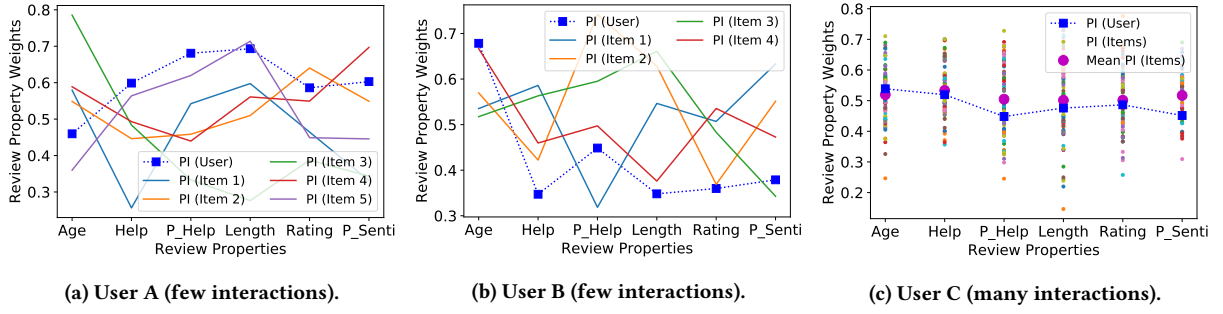 0.8
0.7
0.6
0.5
0.4
0.3
Review Property Weights
PI (User)
PI (Item 1)
PI (Item 2)
PI (Item 3)
PI (Item 4)
PI (Item 5)
Age Help P_Help Length Rating P_Senti
Review Properties
(a) User A (few interactions).
0.7
0.6
0.5
0.4
0.3
Review Property Weights
PI (User)
PI (Item 1)
PI (Item 2)
PI (Item 3)
PI (Item 4)
Age Help P_Help Length Rating P_Senti
Review Properties
(b) User B (few interactions).
0.8
0.7
0.6
0.5
0.4
0.3
0.2
Review Property Weights
PI (User)
PI (Items)
Mean PI (Items)
Age Help P_Help Length Rating P_Senti
Review Properties
(c) User C (many interactions).